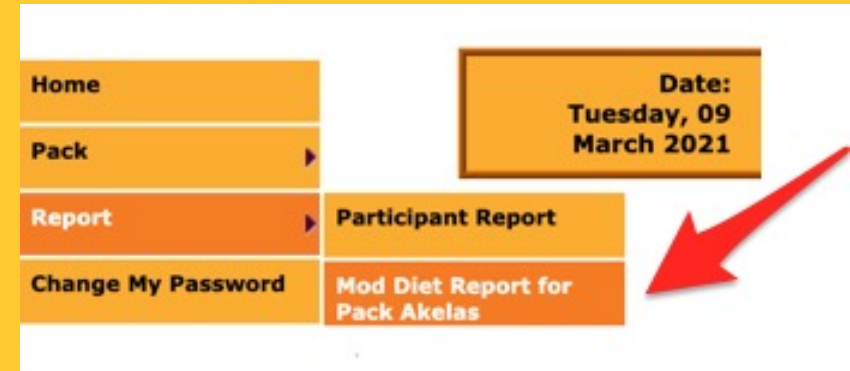 Home
Date:
Tuesday, 09
March 2021
Pack
Report
Participant Report
Change My Password
Mod Diet Report for
Pack Akelas